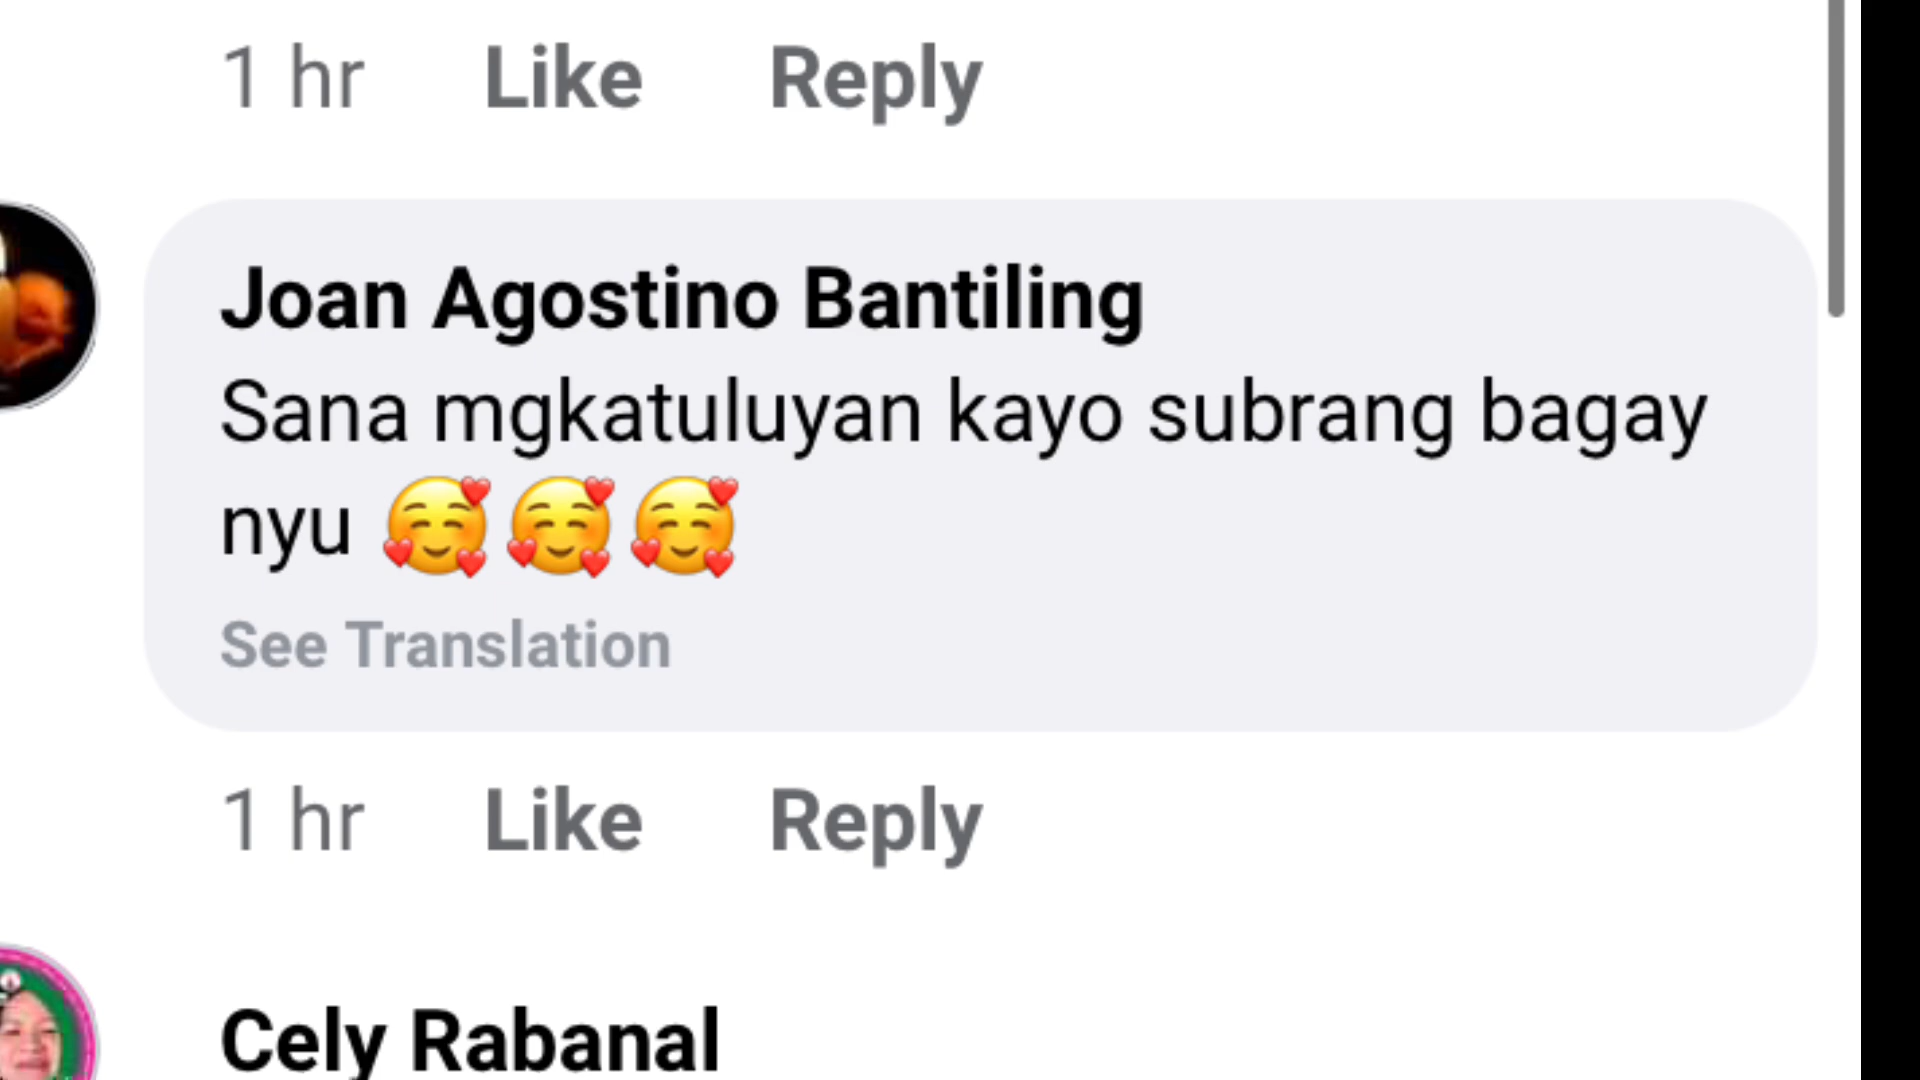 1 hr Like Reply
Joan Agostino Bantiling
Sana mgkatuluyan kayo subrang bagay
nyu 🥰🥰🥰
See Translation
1 hr Like Reply
Cely Rabanal